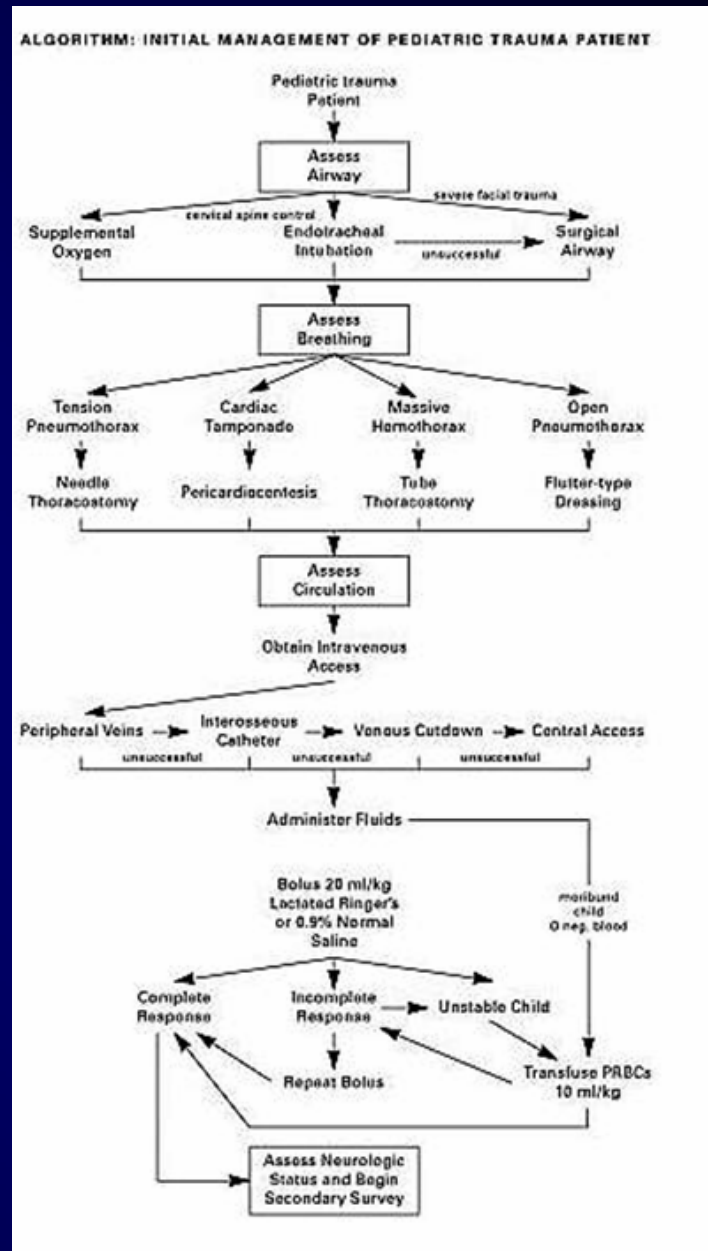 ALGORITHM: INITIAL MANAGEMENT OF PEDIATRIC TRAUMA PATIENT
Pediatric trauma
Patient
Assess
Airway
severe facial trauma
cervical spine control
Supplemental
Oxygen
Endotracheal
Intubation
unsuccessful
Surgical
Airway
Assess
Breathing
Tension
Pneumothorax
Cardiac
Tamponade
Massive
Hemothorax
Open
Pneumothorax
Needle
Thoracostomy
Pericardiocentesis
Tube
Thoracostomy
Flutter-type
Dressing
Assess
Circulation
Obtain Intravenous
Access
Peripheral Veins
Interosseous
Catheter
Venous Cutdown
Central Access
unsuccessful
unsuccessful
unsuccessful
Administer Fluids
Bolus 20 ml/kg
Lactated Ringer's
or 0.9% Normal
Saline
moribund
child
O neg. blood
Complete
Response
Incomplete
Response
Unstable Child
Repeat Bolus
Transfuse PRBCs
10 ml/kg
Assess Neurologic
Status and Begin
Secondary Survey